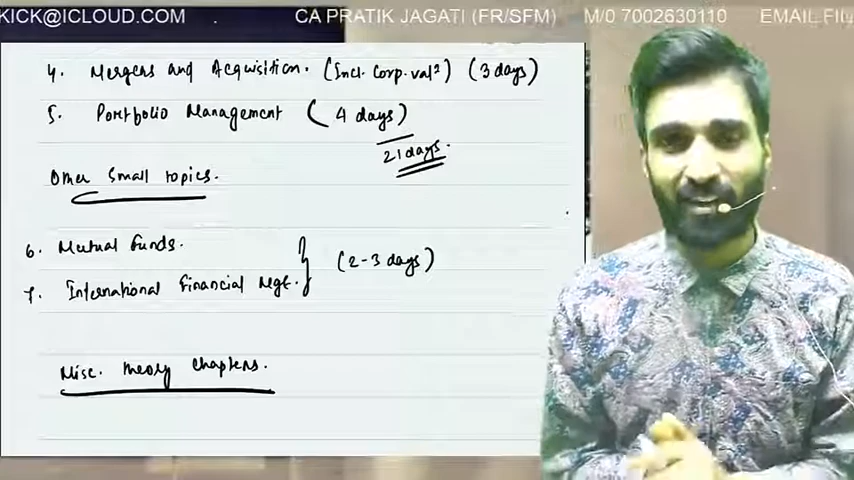 KICK@ICLOUD.COM . CA PRATIK JAGATI (FR/SFM) M/0 7002630110 EMAIL.FIL
4. Mergers and Acquisition. (Incl. Corp. valⁿ) (3 days)
5. Portfolio Management (4 days)
21 days.
Other small topics.
6. Mutual funds.
7. International Financial Mgt. (2-3 days)
Misc. theory chapters.